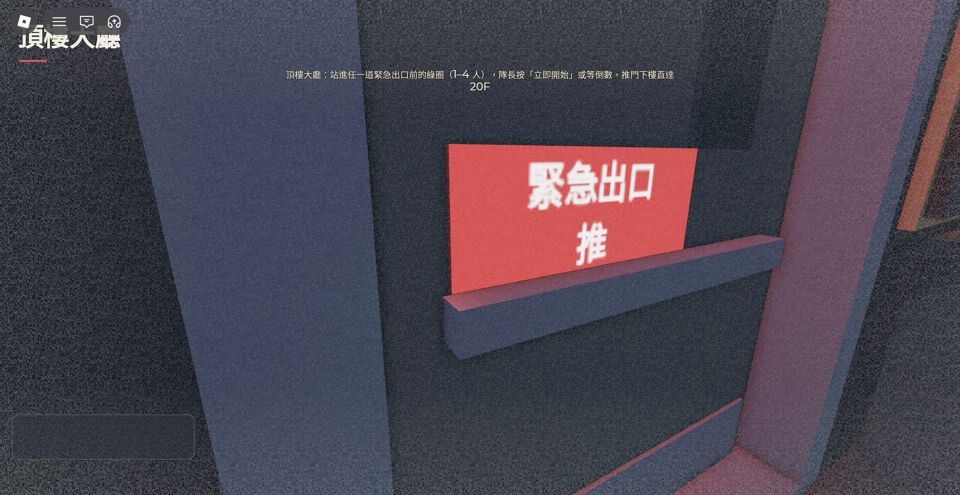 頂樓大廳
頂樓大廳：站進任一道緊急出口前的綠圈（1–4 人），隊長按「立即開始」或等倒數，推門下樓直達
20F
緊急出口
推